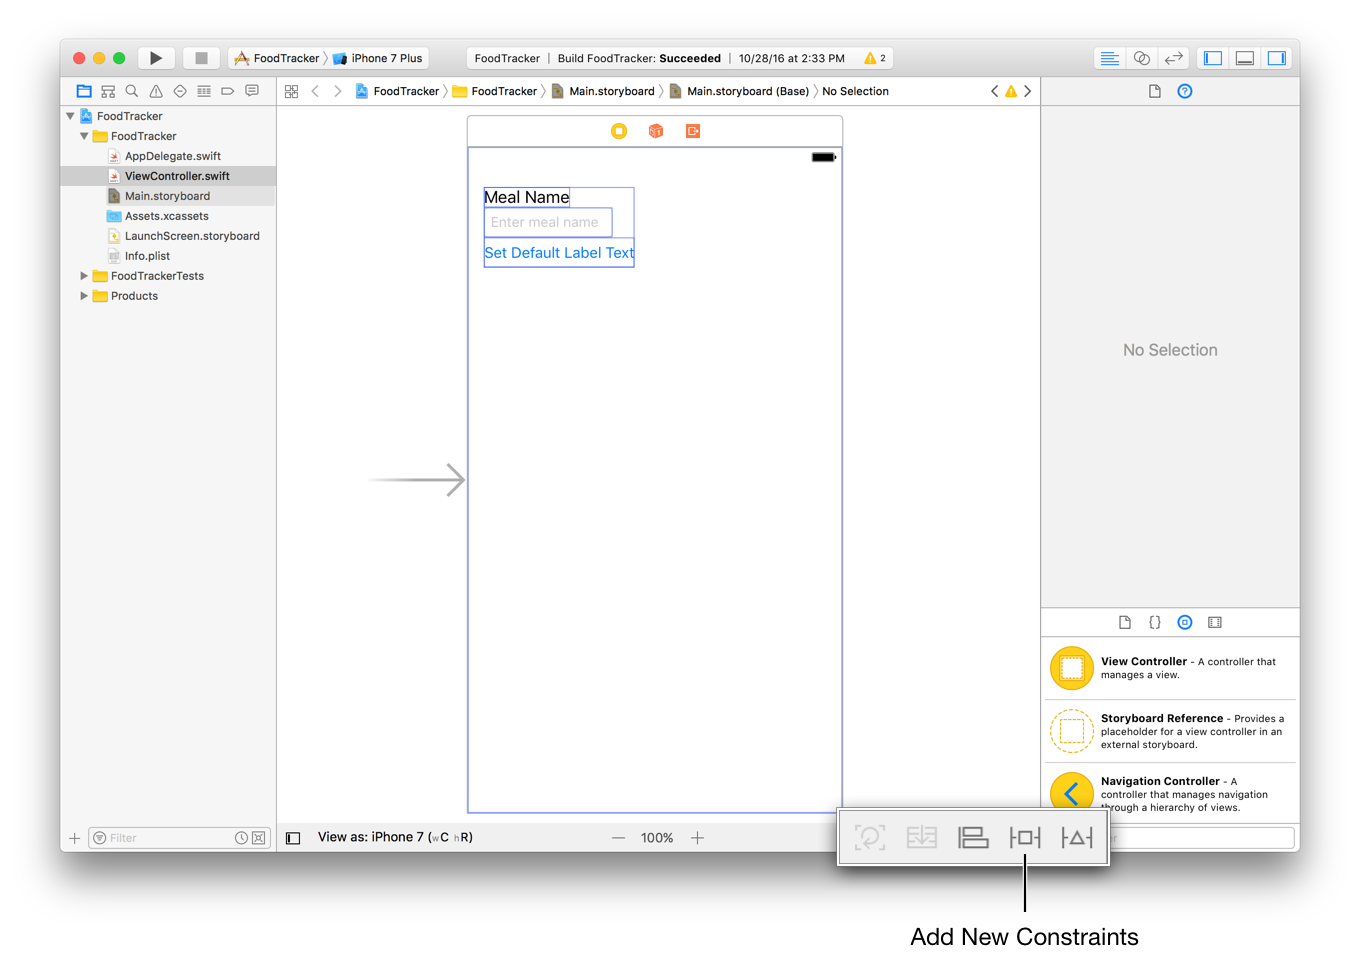 FoodTracker
iPhone 7 Plus
FoodTracker | Build FoodTracker: Succeeded | 10/28/16 at 2:33 PM
2
FoodTracker
FoodTracker
Main.storyboard
Main.storyboard (Base)
No Selection
FoodTracker
FoodTracker
AppDelegate.swift
ViewController.swift
Main.storyboard
Assets.xcassets
LaunchScreen.storyboard
Info.plist
FoodTrackerTests
Products
Filter
Meal Name
Enter meal name
Set Default Label Text
View as: iPhone 7 (wC hR)
100%
No Selection
{}
View Controller - A controller that
manages a view.
Storyboard Reference - Provides a
placeholder for a view controller in an
external storyboard.
Navigation Controller - A
controller that manages navigation
through a hierarchy of views.
Add New Constraints